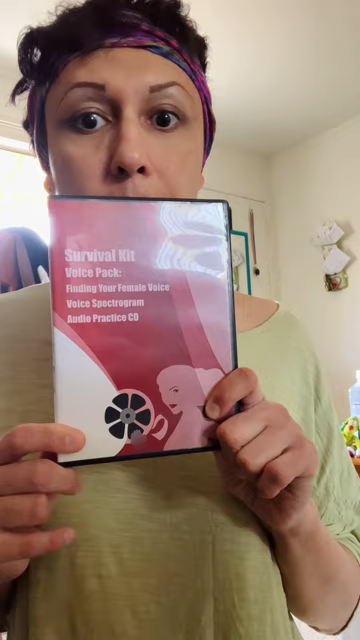 Survival Kit
Voice Pack:
Finding Your Female Voice
Voice Spectrogram
Audio Practice CD